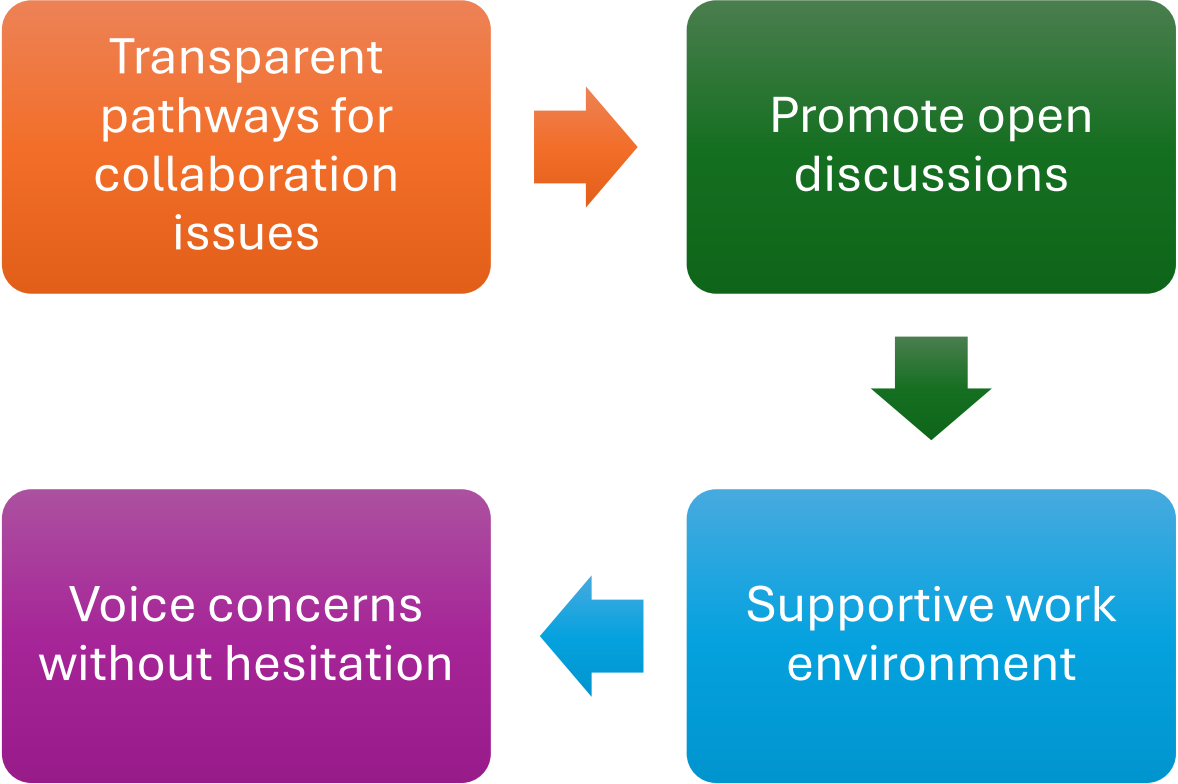 Transparent
pathways for
collaboration
issues
Promote open
discussions
Supportive work
environment
Voice concerns
without hesitation